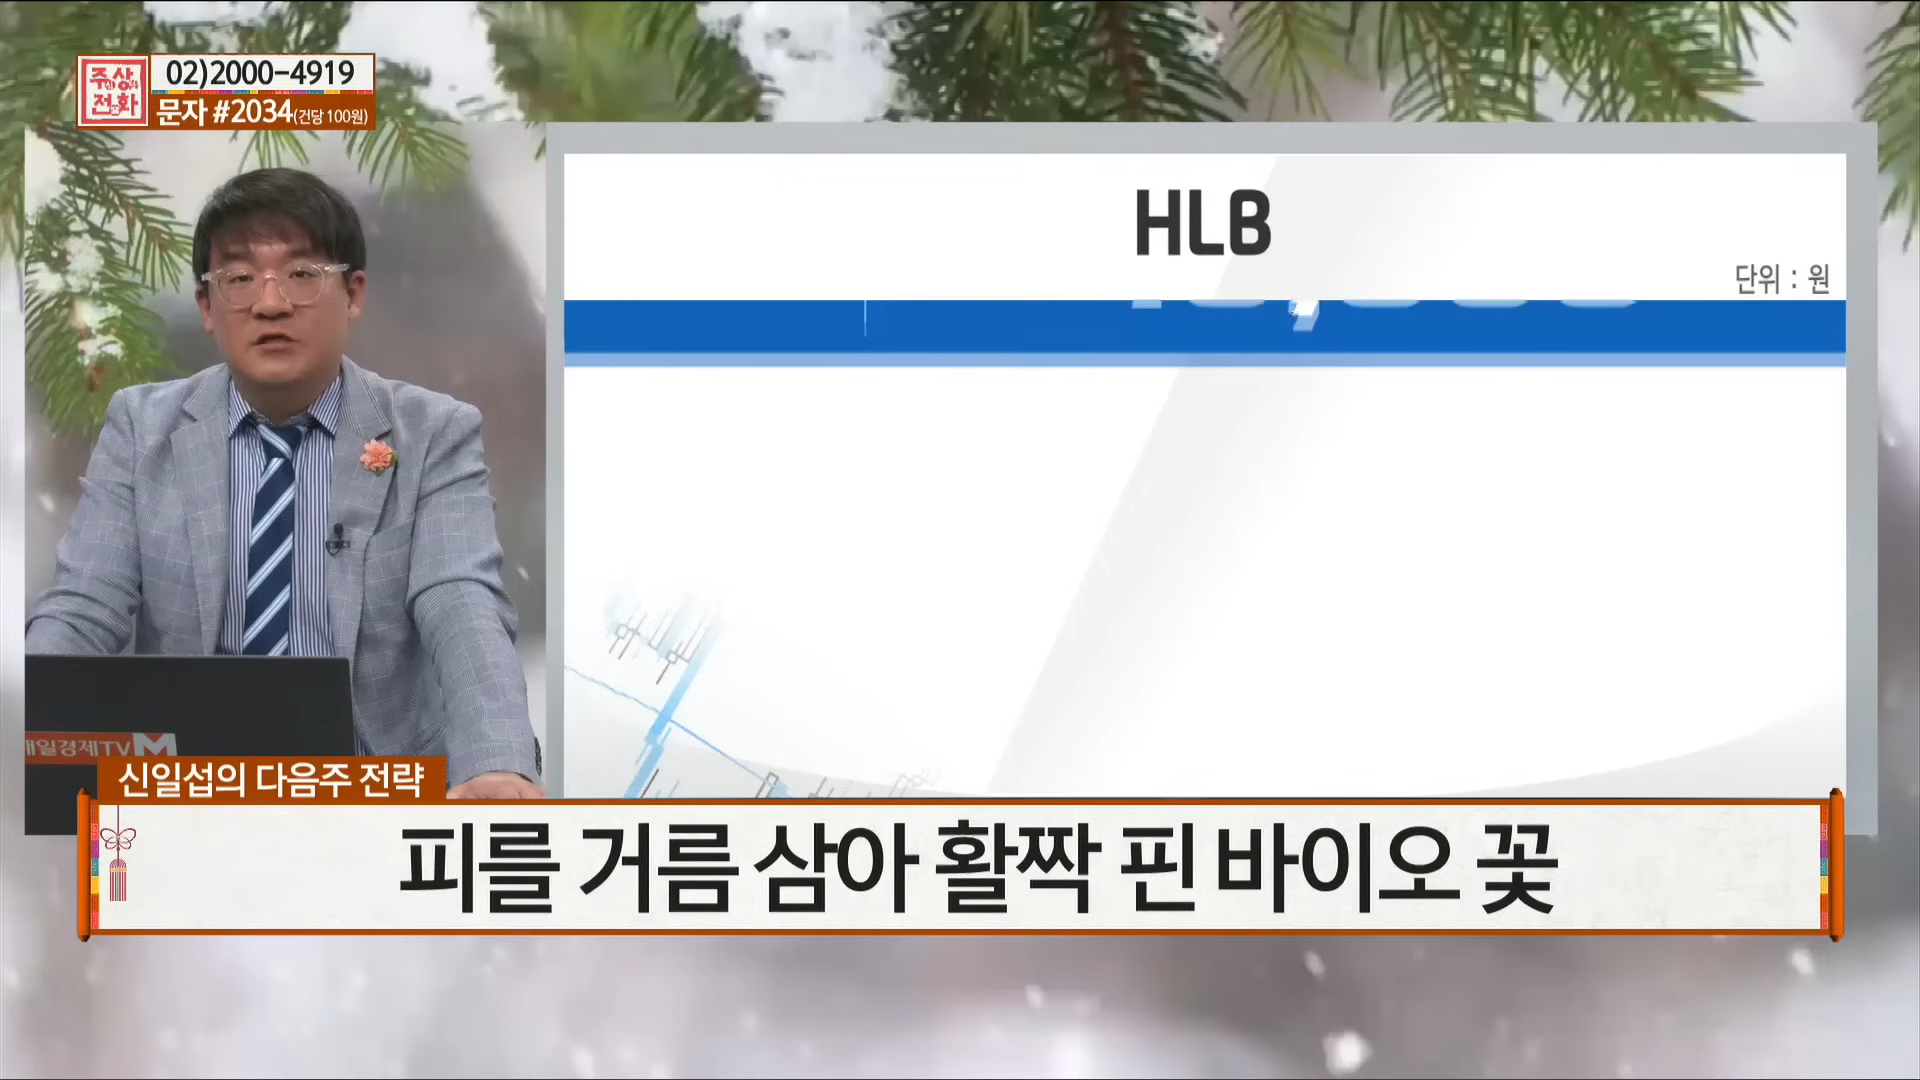 주상전화
02)2000-4919
문자 #2034(건당 100원)
HLB
단위 : 원
매일경제TV M
신일섭의 다음주 전략
피를 거름 삼아 활짝 핀 바이오 꽃